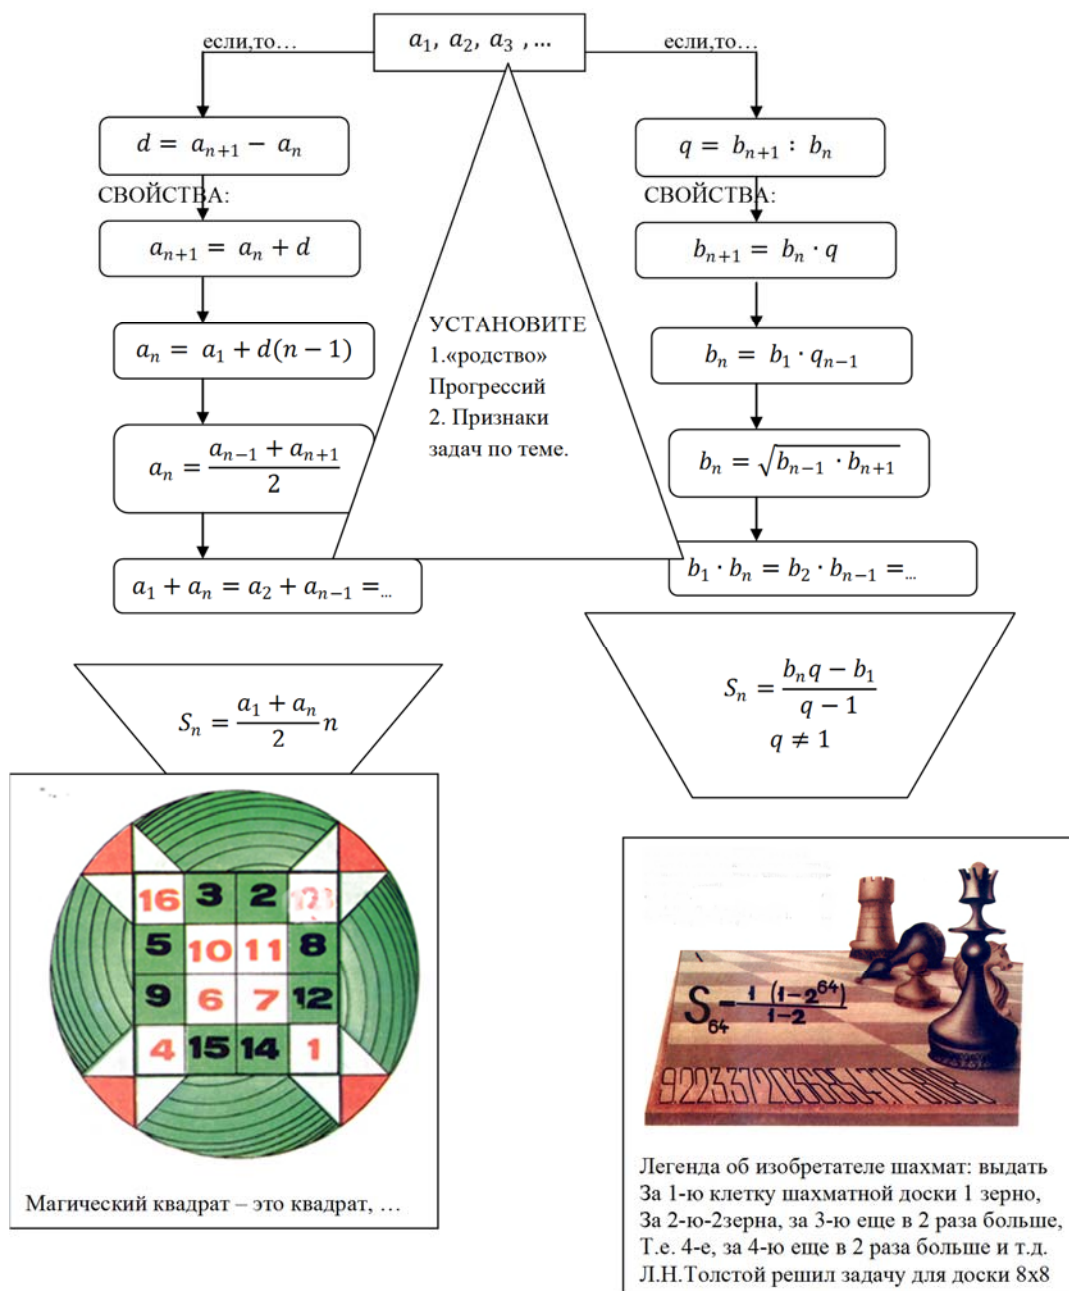 a₁, a₂, a₃ , ...
если,то…
d = aₙ₊₁ − aₙ
СВОЙСТВА:
aₙ₊₁ = aₙ + d
aₙ = a₁ + d(n − 1)
aₙ = (aₙ₋₁ + aₙ₊₁)/2
a₁ + aₙ = a₂ + aₙ₋₁ =...
если,то…
q = bₙ₊₁ : bₙ
СВОЙСТВА:
bₙ₊₁ = bₙ · q
bₙ = b₁ · qₙ₋₁
bₙ = √(bₙ₋₁ · bₙ₊₁)
b₁ · bₙ = b₂ · bₙ₋₁ =...
УСТАНОВИТЕ
1.«родство»
Прогрессий
2. Признаки
задач по теме.
Sₙ = (a₁ + aₙ)/2 n
Sₙ = (bₙq − b₁)/(q − 1)
q ≠ 1
16 3 2
5 10 11 8
9 6 7 12
4 15 14 1
Магический квадрат – это квадрат, …
S₆₄ = 1 (1−2⁶⁴)/(1−2)
Легенда об изобретателе шахмат: выдать
За 1-ю клетку шахматной доски 1 зерно,
За 2-ю-2зерна, за 3-ю еще в 2 раза больше,
Т.е. 4-е, за 4-ю еще в 2 раза больше и т.д.
Л.Н.Толстой решил задачу для доски 8х8